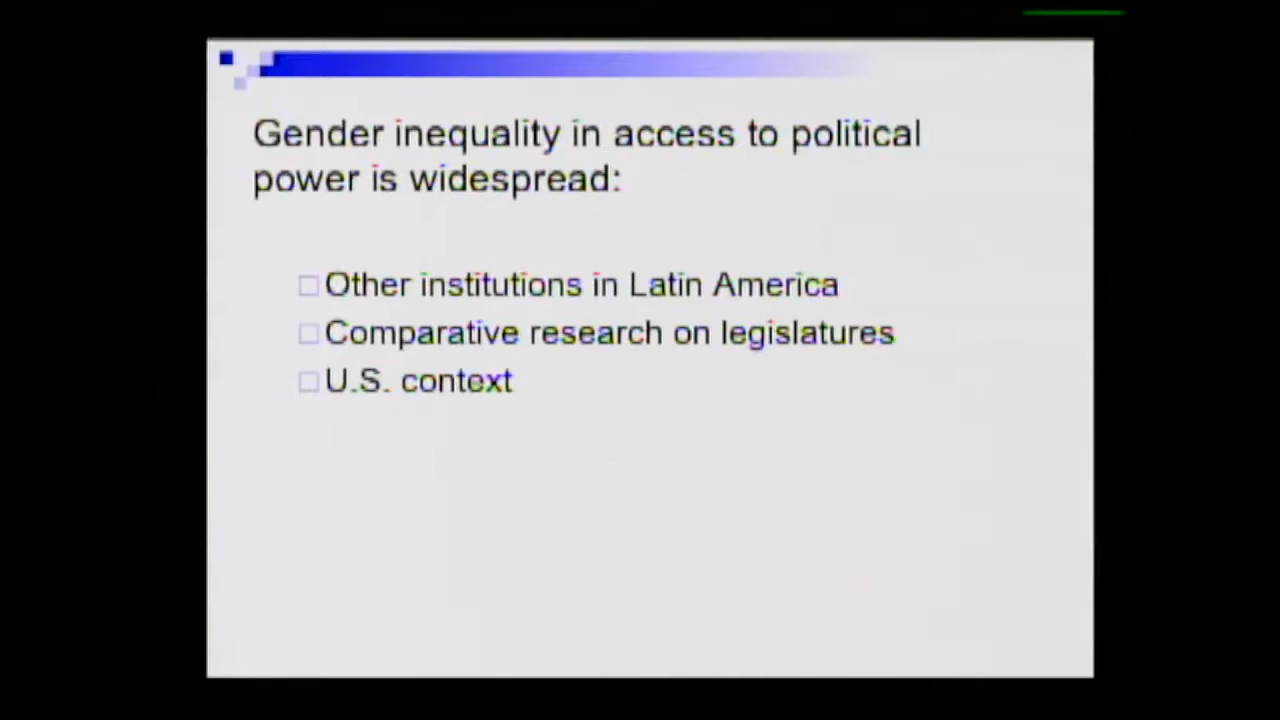 Gender inequality in access to political
power is widespread:
Other institutions in Latin America
Comparative research on legislatures
U.S. context